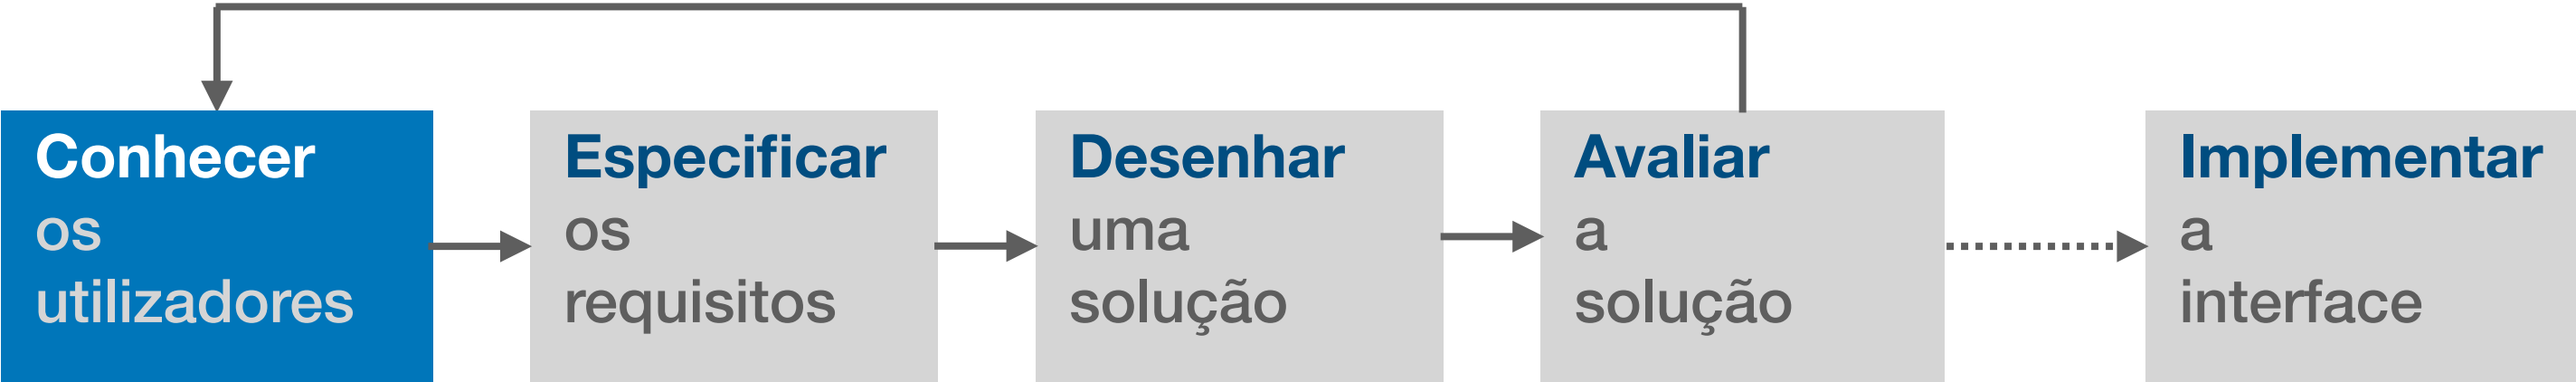 Conhecer
os
utilizadores
Especificar
os
requisitos
Desenhar
uma
solução
Avaliar
a
solução
Implementar
a
interface